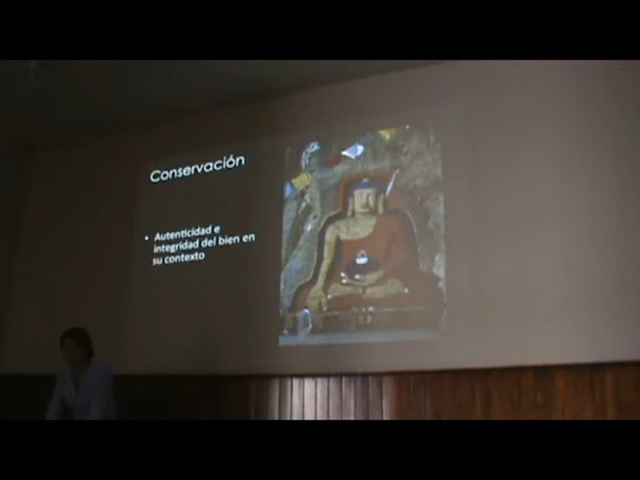 Conservación
• Autenticidad e
integridad del bien en
su contexto